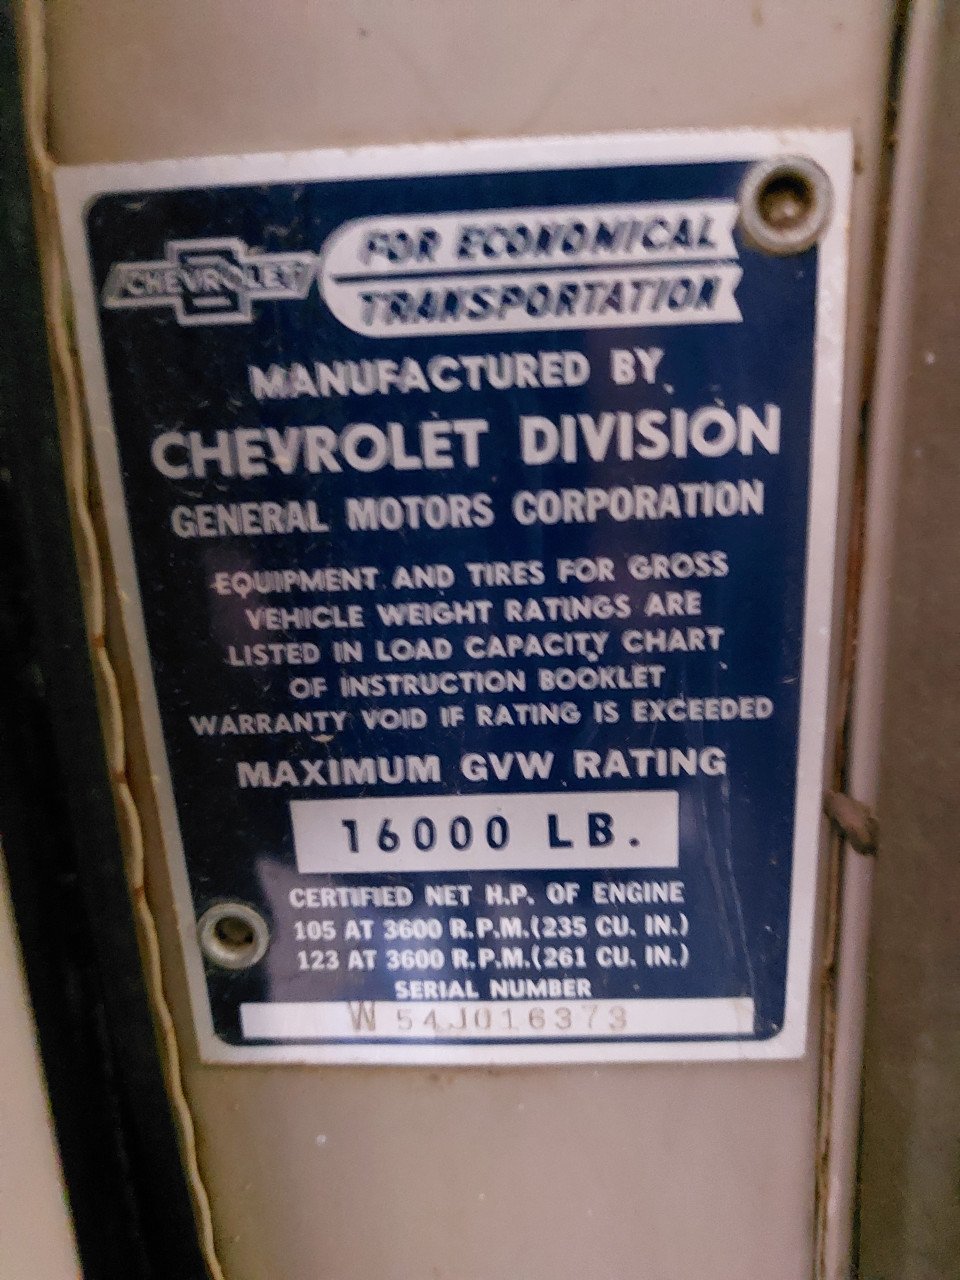 CHEVROLET
FOR ECONOMICAL
TRANSPORTATION
MANUFACTURED BY
CHEVROLET DIVISION
GENERAL MOTORS CORPORATION
EQUIPMENT AND TIRES FOR GROSS
VEHICLE WEIGHT RATINGS ARE
LISTED IN LOAD CAPACITY CHART
OF INSTRUCTION BOOKLET
WARRANTY VOID IF RATING IS EXCEEDED
MAXIMUM GVW RATING
16000 LB.
CERTIFIED NET H.P. OF ENGINE
105 AT 3600 R.P.M.(235 CU. IN.)
123 AT 3600 R.P.M.(261 CU. IN.)
SERIAL NUMBER
W 54J016373